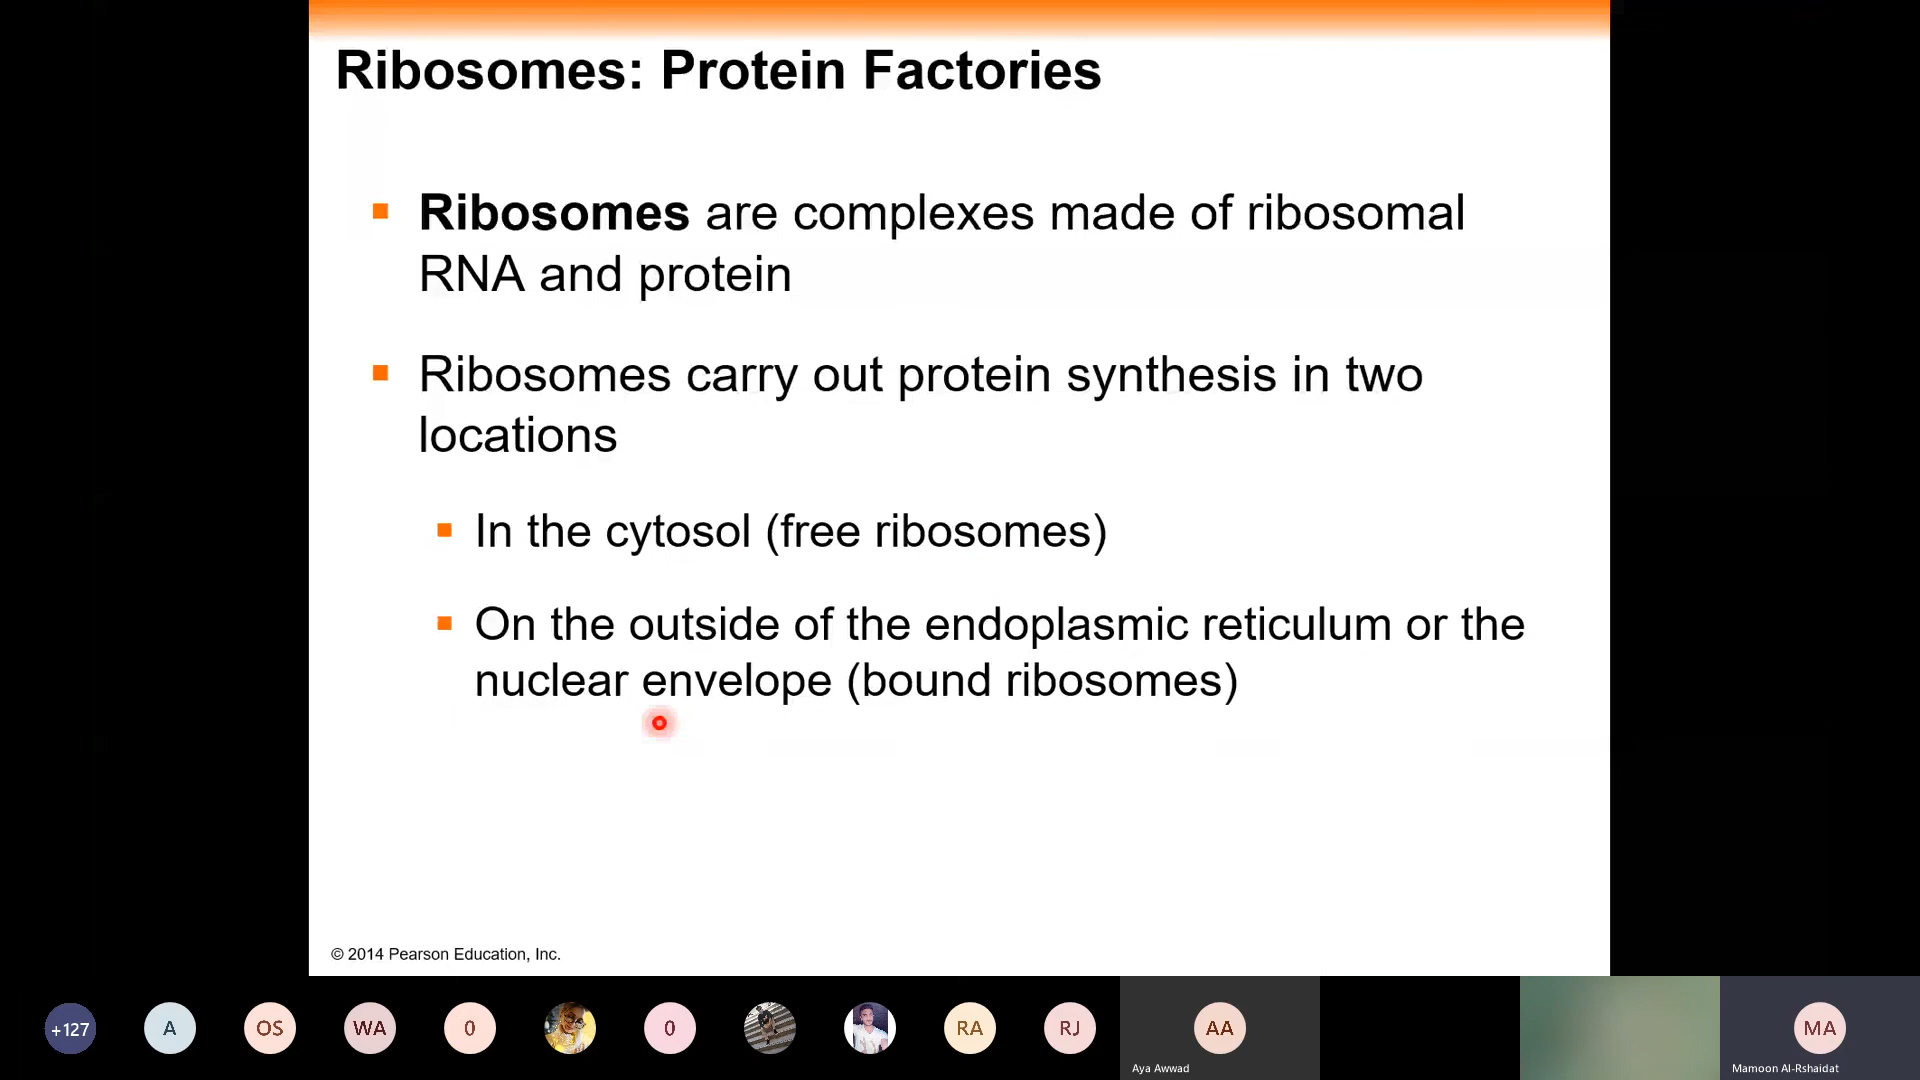 Ribosomes: Protein Factories
Ribosomes are complexes made of ribosomal
RNA and protein
Ribosomes carry out protein synthesis in two
locations
In the cytosol (free ribosomes)
On the outside of the endoplasmic reticulum or the
nuclear envelope (bound ribosomes)
© 2014 Pearson Education, Inc.
+127 A OS WA 0 0 RA RJ AA MA
Aya Awwad Mamoon Al-Rshaidat